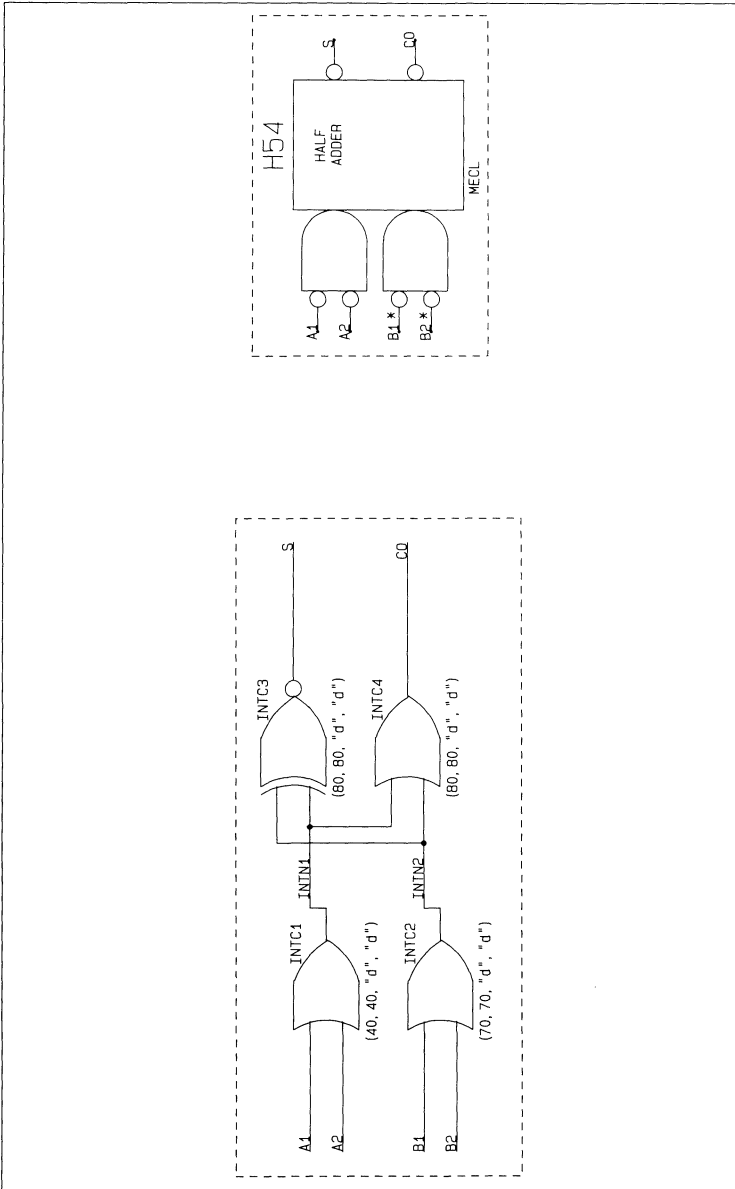 H54
HALF
ADDER
MECL
A1
A2
B1 *
B2 *
S
CO
A1
A2
B1
B2
INTC1
(40, 40, "d", "d")
INTC2
(70, 70, "d", "d")
INTN1
INTN2
INTC3
(80, 80, "d", "d")
INTC4
(80, 80, "d", "d")
S
CO